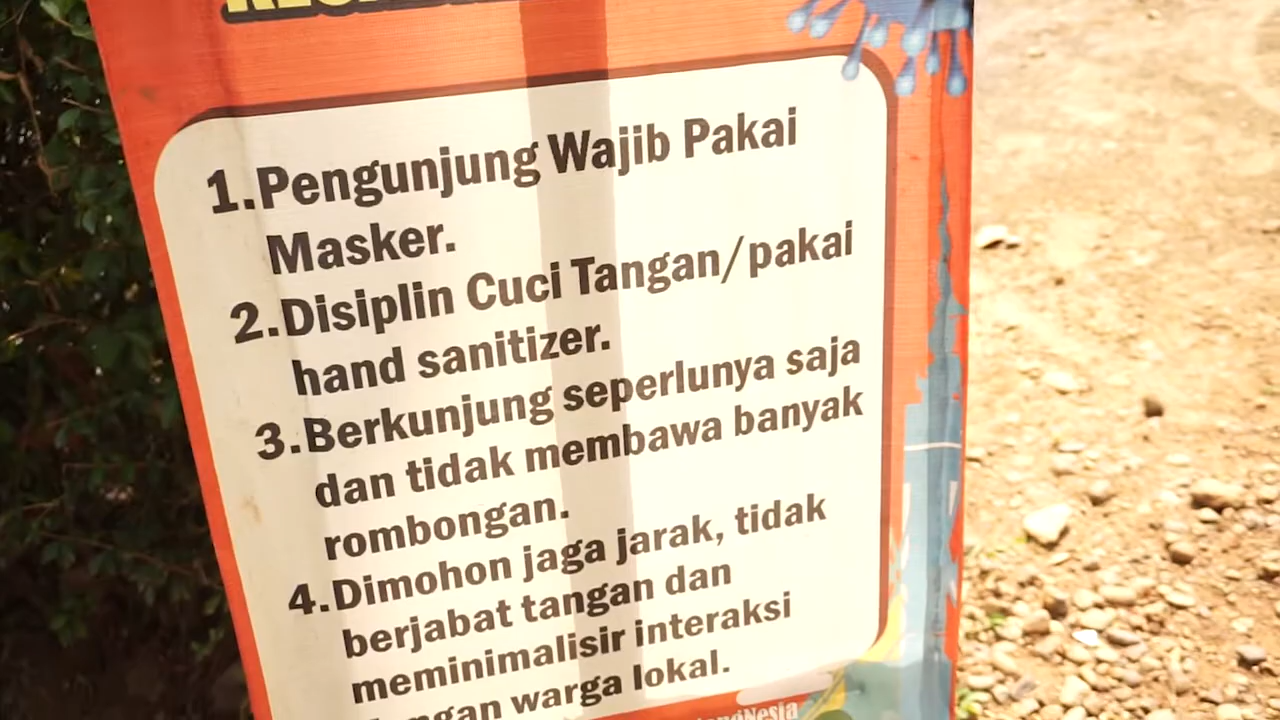 1.Pengunjung Wajib Pakai
Masker.
2.Disiplin Cuci Tangan/pakai
hand sanitizer.
3.Berkunjung seperlunya saja
dan tidak membawa banyak
rombongan.
4.Dimohon jaga jarak, tidak
berjabat tangan dan
meminimalisir interaksi
warga lokal.